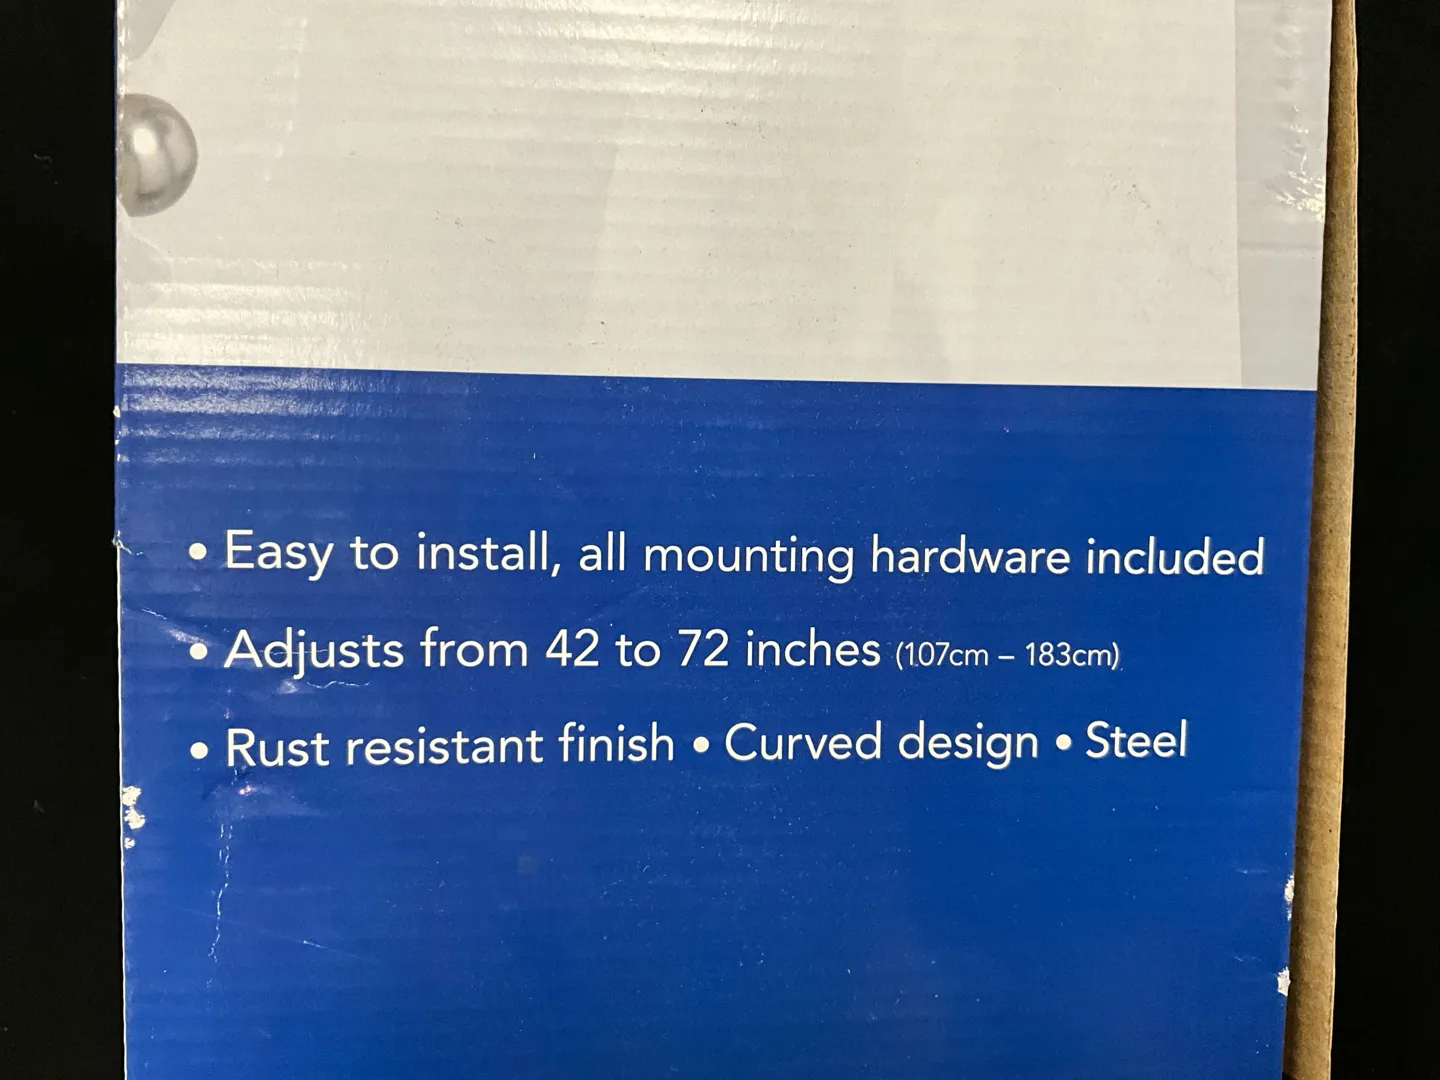 • Easy to install, all mounting hardware included
• Adjusts from 42 to 72 inches (107cm – 183cm)
• Rust resistant finish • Curved design • Steel